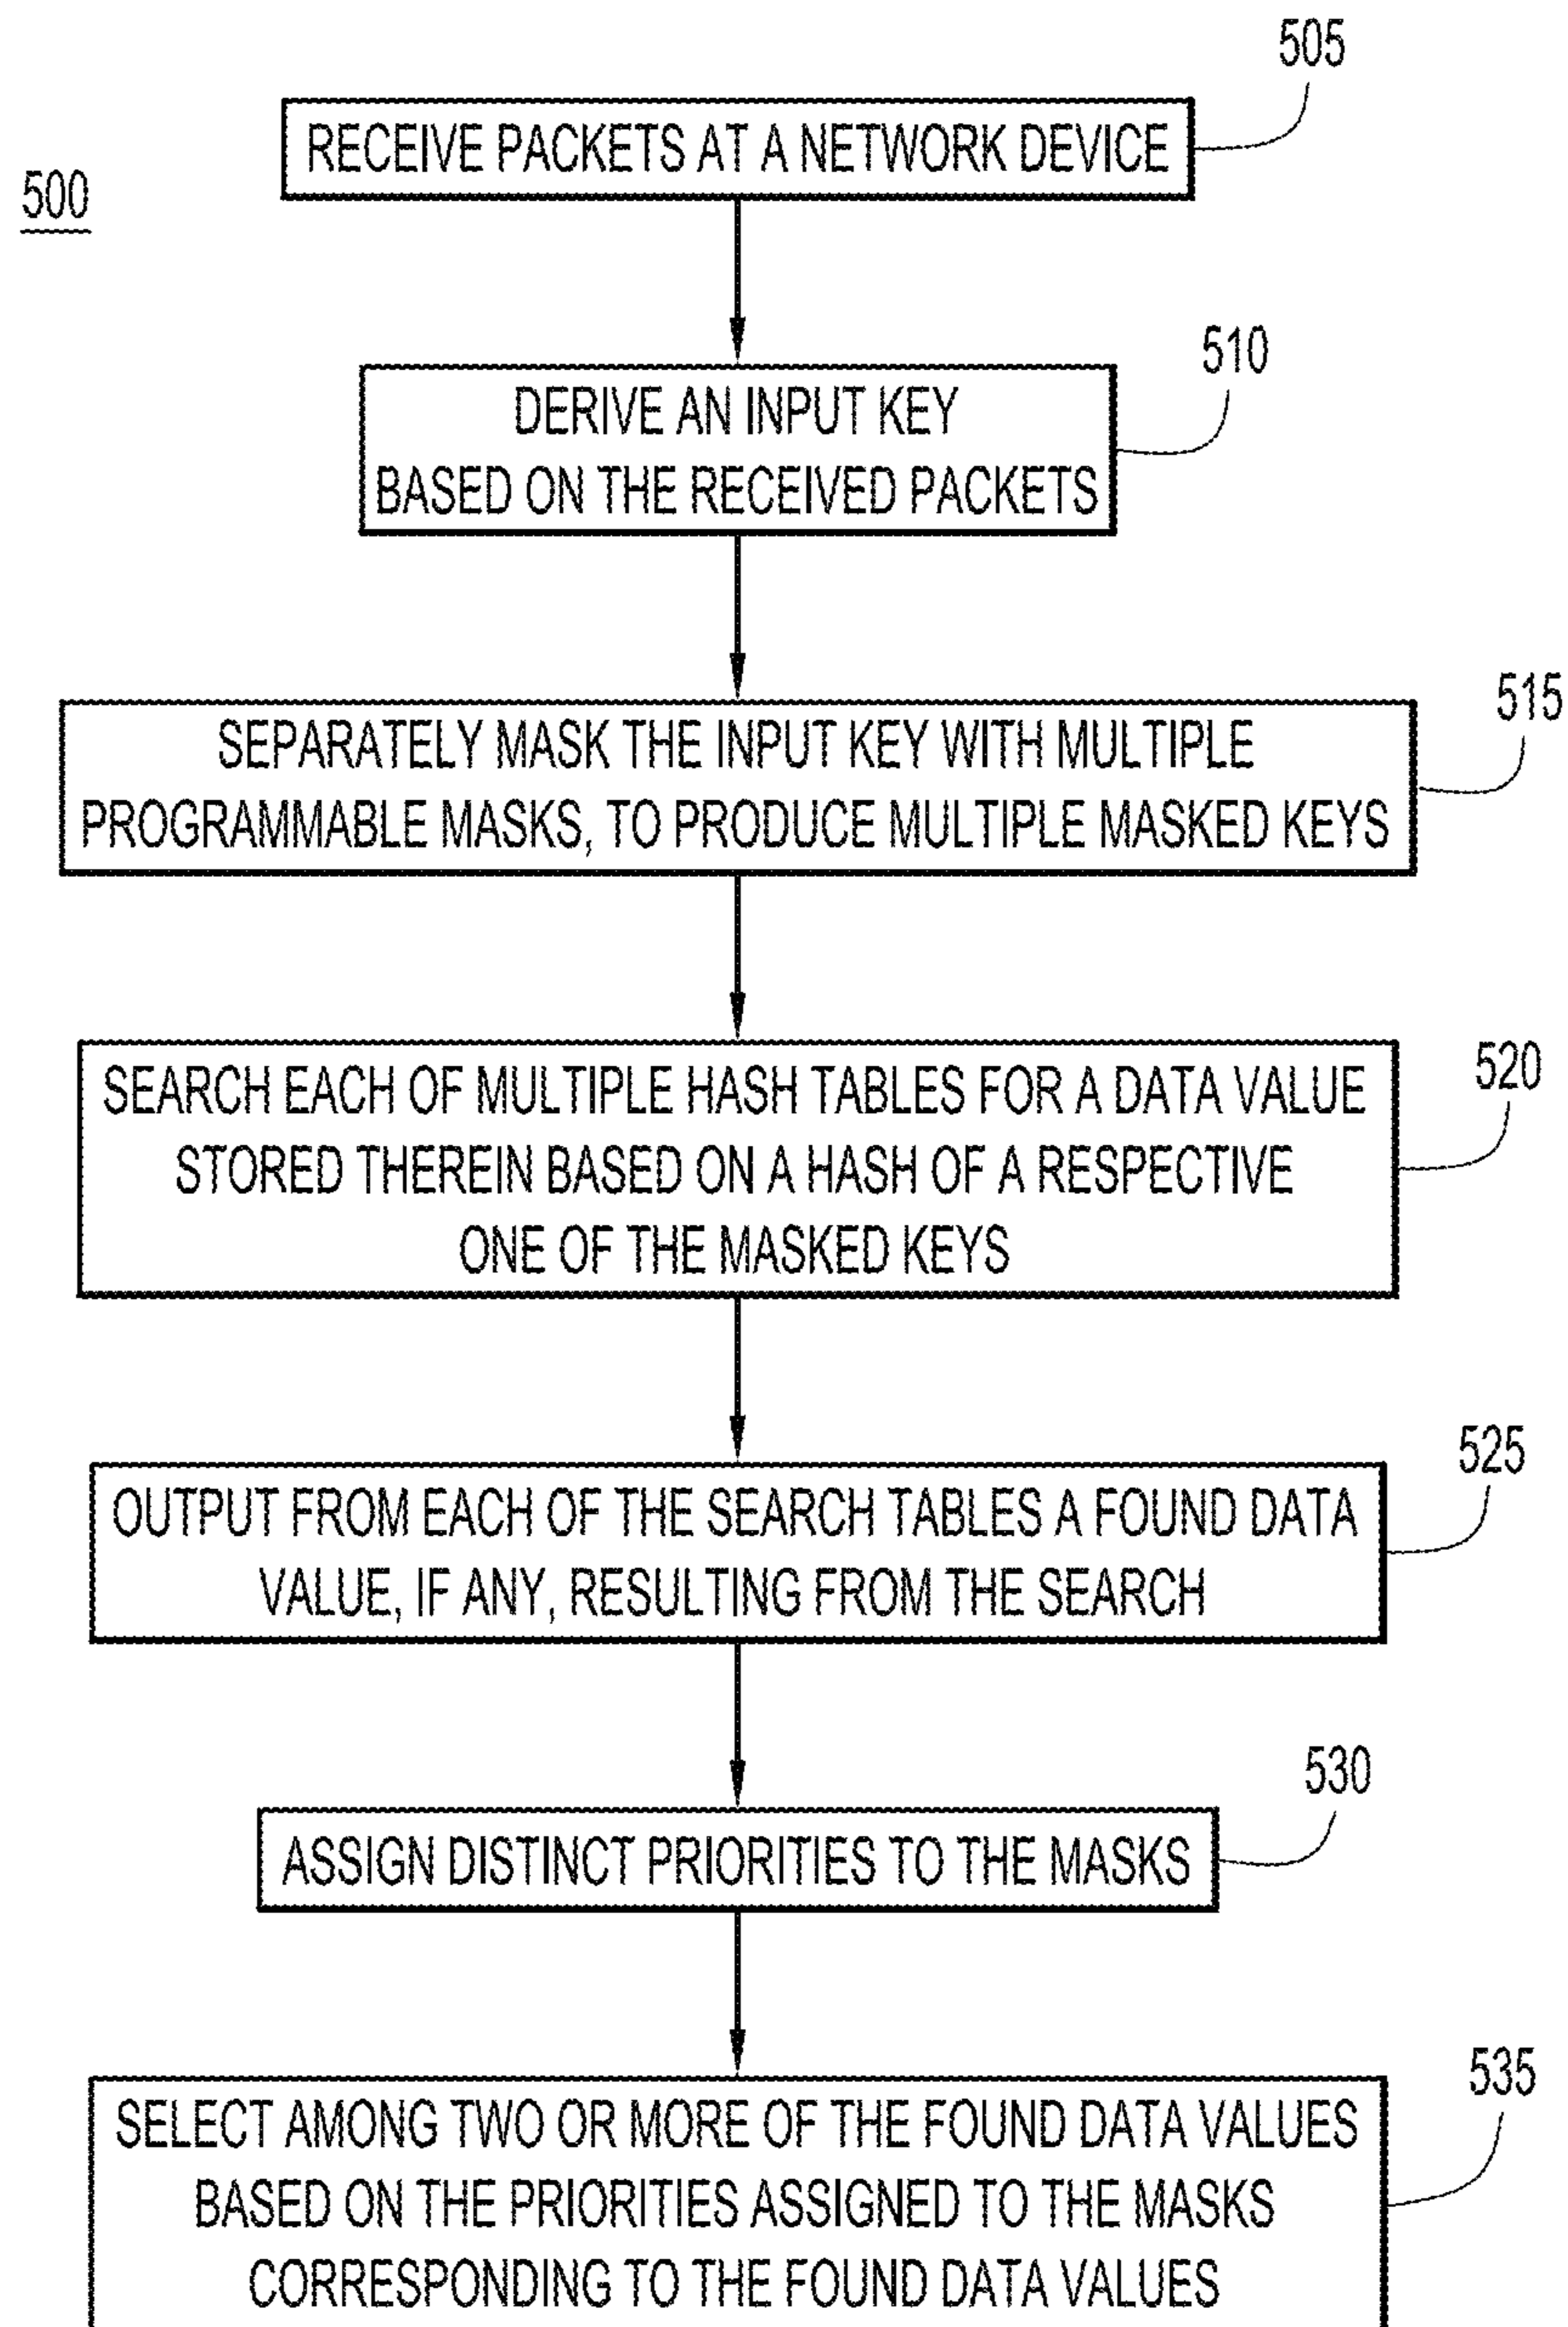 505
RECEIVE PACKETS AT A NETWORK DEVICE
500
510
DERIVE AN INPUT KEY
BASED ON THE RECEIVED PACKETS
515
SEPARATELY MASK THE INPUT KEY WITH MULTIPLE
PROGRAMMABLE MASKS, TO PRODUCE MULTIPLE MASKED KEYS
520
SEARCH EACH OF MULTIPLE HASH TABLES FOR A DATA VALUE
STORED THEREIN BASED ON A HASH OF A RESPECTIVE
ONE OF THE MASKED KEYS
525
OUTPUT FROM EACH OF THE SEARCH TABLES A FOUND DATA
VALUE, IF ANY, RESULTING FROM THE SEARCH
530
ASSIGN DISTINCT PRIORITIES TO THE MASKS
535
SELECT AMONG TWO OR MORE OF THE FOUND DATA VALUES
BASED ON THE PRIORITIES ASSIGNED TO THE MASKS
CORRESPONDING TO THE FOUND DATA VALUES